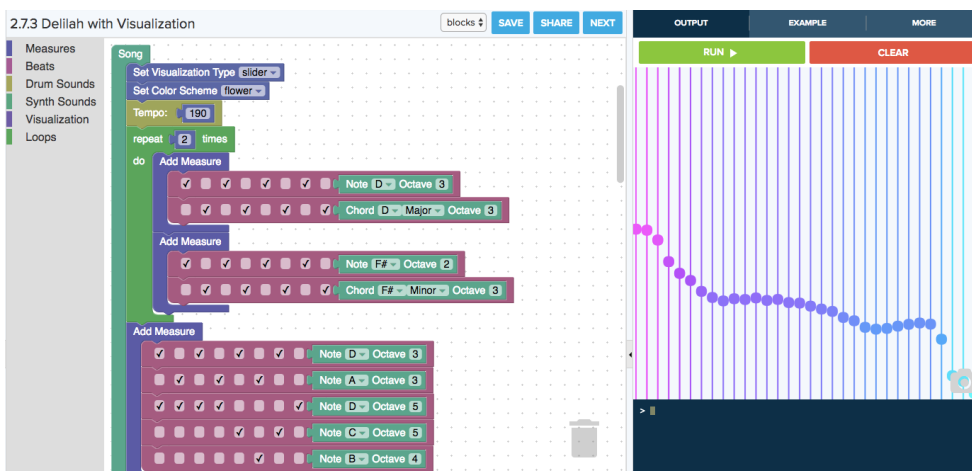 2.7.3 Delilah with Visualization
blocks SAVE SHARE NEXT
OUTPUT EXAMPLE MORE
RUN CLEAR
Measures
Beats
Drum Sounds
Synth Sounds
Visualization
Loops
Song
Set Visualization Type slider
Set Color Scheme flower
Tempo: 190
repeat 2 times
do Add Measure
Note D Octave 3
Chord D Major Octave 3
Add Measure
Note F# Octave 2
Chord F# Minor Octave 3
Add Measure
Note D Octave 3
Note A Octave 3
Note D Octave 5
Note C Octave 5
Note B Octave 4
>